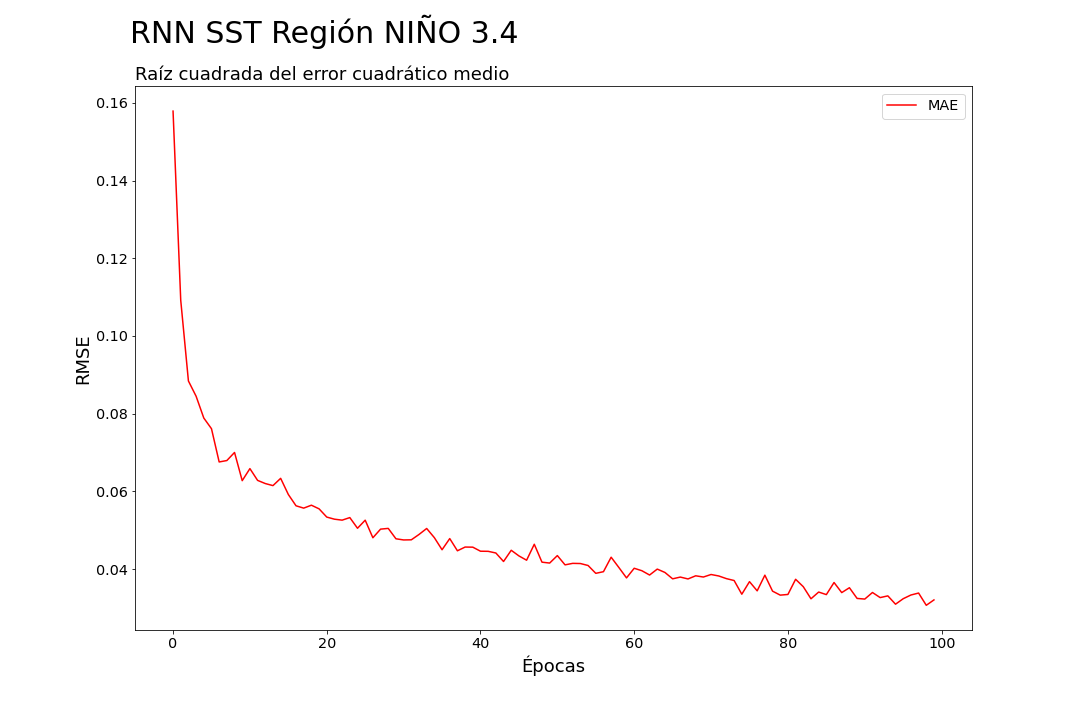 RNN SST Región NIÑO 3.4
Raíz cuadrada del error cuadrático medio
MAE
RMSE
0.16
0.14
0.12
0.10
0.08
0.06
0.04
0 20 40 60 80 100
Épocas